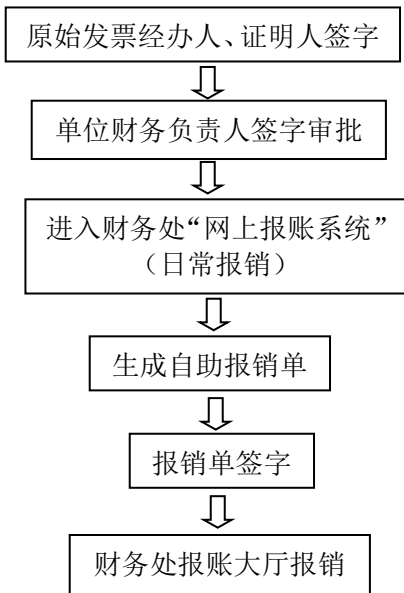 原始发票经办人、证明人签字
单位财务负责人签字审批
进入财务处“网上报账系统”
（日常报销）
生成自助报销单
报销单签字
财务处报账大厅报销